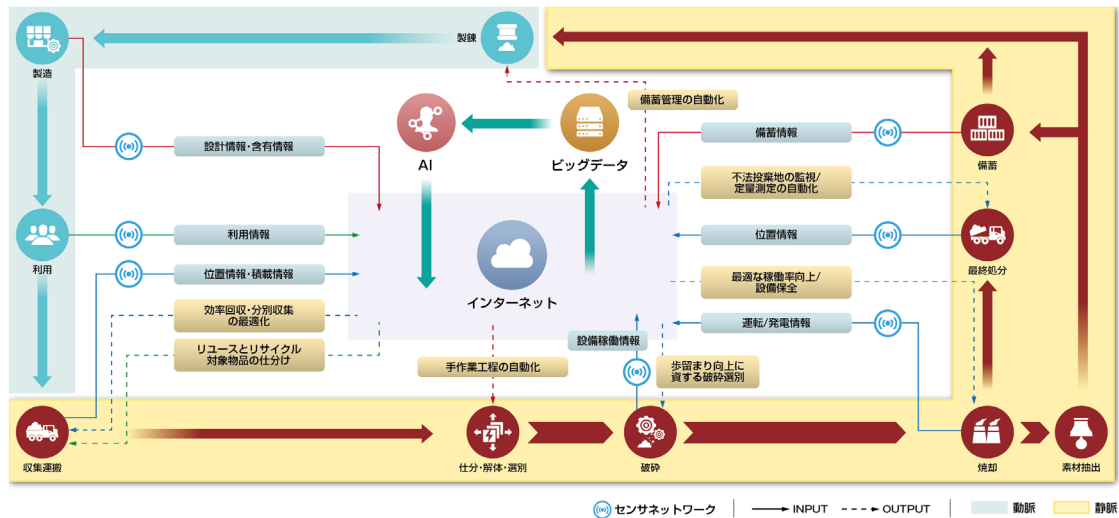 製錬
製造
備蓄管理の自動化
AI
ビッグデータ
備蓄情報
備蓄
設計情報・含有情報
不法投棄地の監視/
定量測定の自動化
利用情報
位置情報
利用
最終処分
位置情報・積載情報
インターネット
最適な稼働率向上/
設備保全
効率回収・分別収集
の最適化
設備稼働情報
運転/発電情報
リユースとリサイクル
対象物品の仕分け
手作業工程の自動化
歩留まり向上に
資する破砕選別
収集運搬
仕分・解体・選別
破砕
焼却
素材抽出
センサネットワーク
INPUT
OUTPUT
動脈
静脈